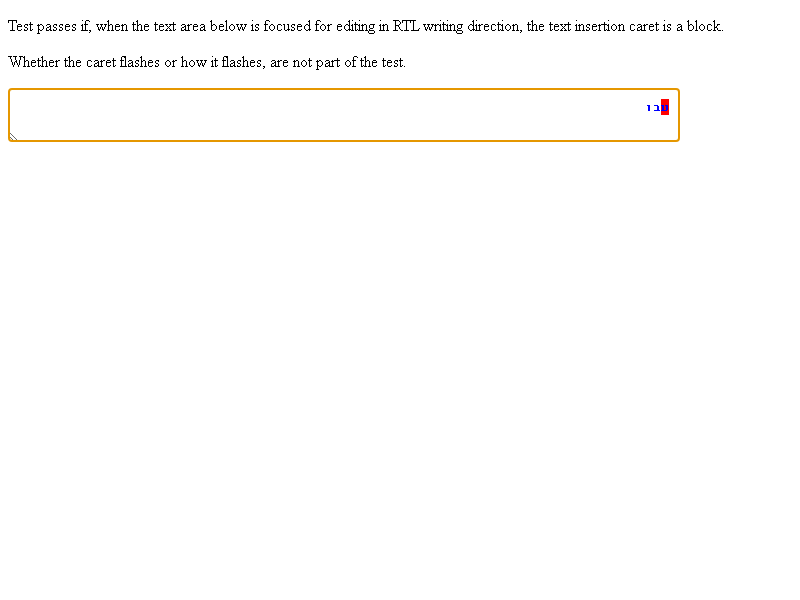 Test passes if, when the text area below is focused for editing in RTL writing direction, the text insertion caret is a block.
Whether the caret flashes or how it flashes, are not part of the test.
עבו